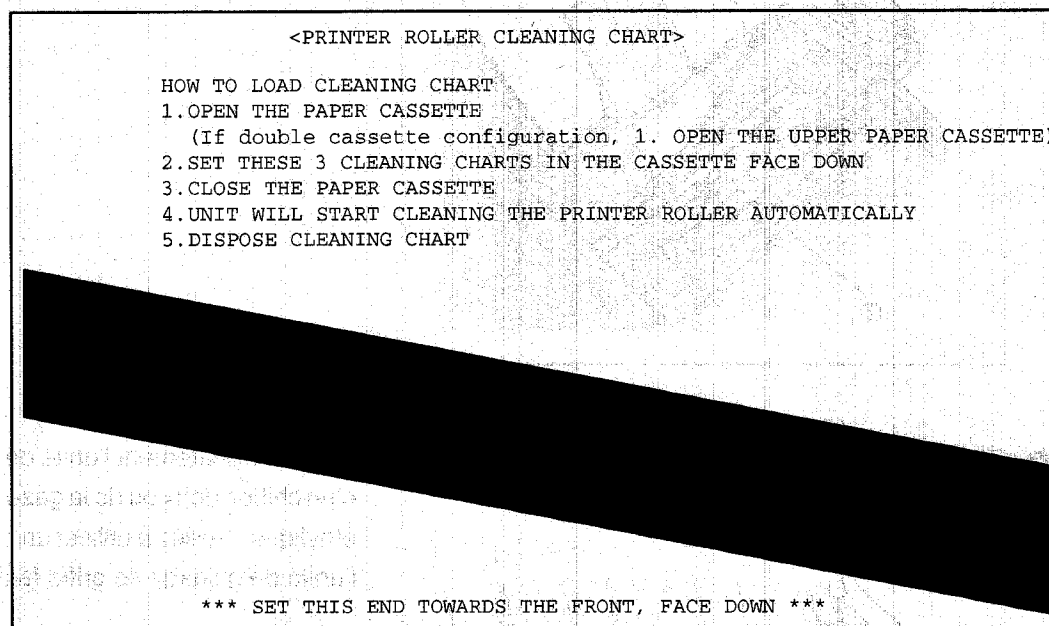 <PRINTER ROLLER CLEANING CHART>
HOW TO LOAD CLEANING CHART
1.OPEN THE PAPER CASSETTE
(If double cassette configuration, 1. OPEN THE UPPER PAPER CASSETTE)
2.SET THESE 3 CLEANING CHARTS IN THE CASSETTE FACE DOWN
3.CLOSE THE PAPER CASSETTE
4.UNIT WILL START CLEANING THE PRINTER ROLLER AUTOMATICALLY
5.DISPOSE CLEANING CHART
*** SET THIS END TOWARDS THE FRONT, FACE DOWN ***